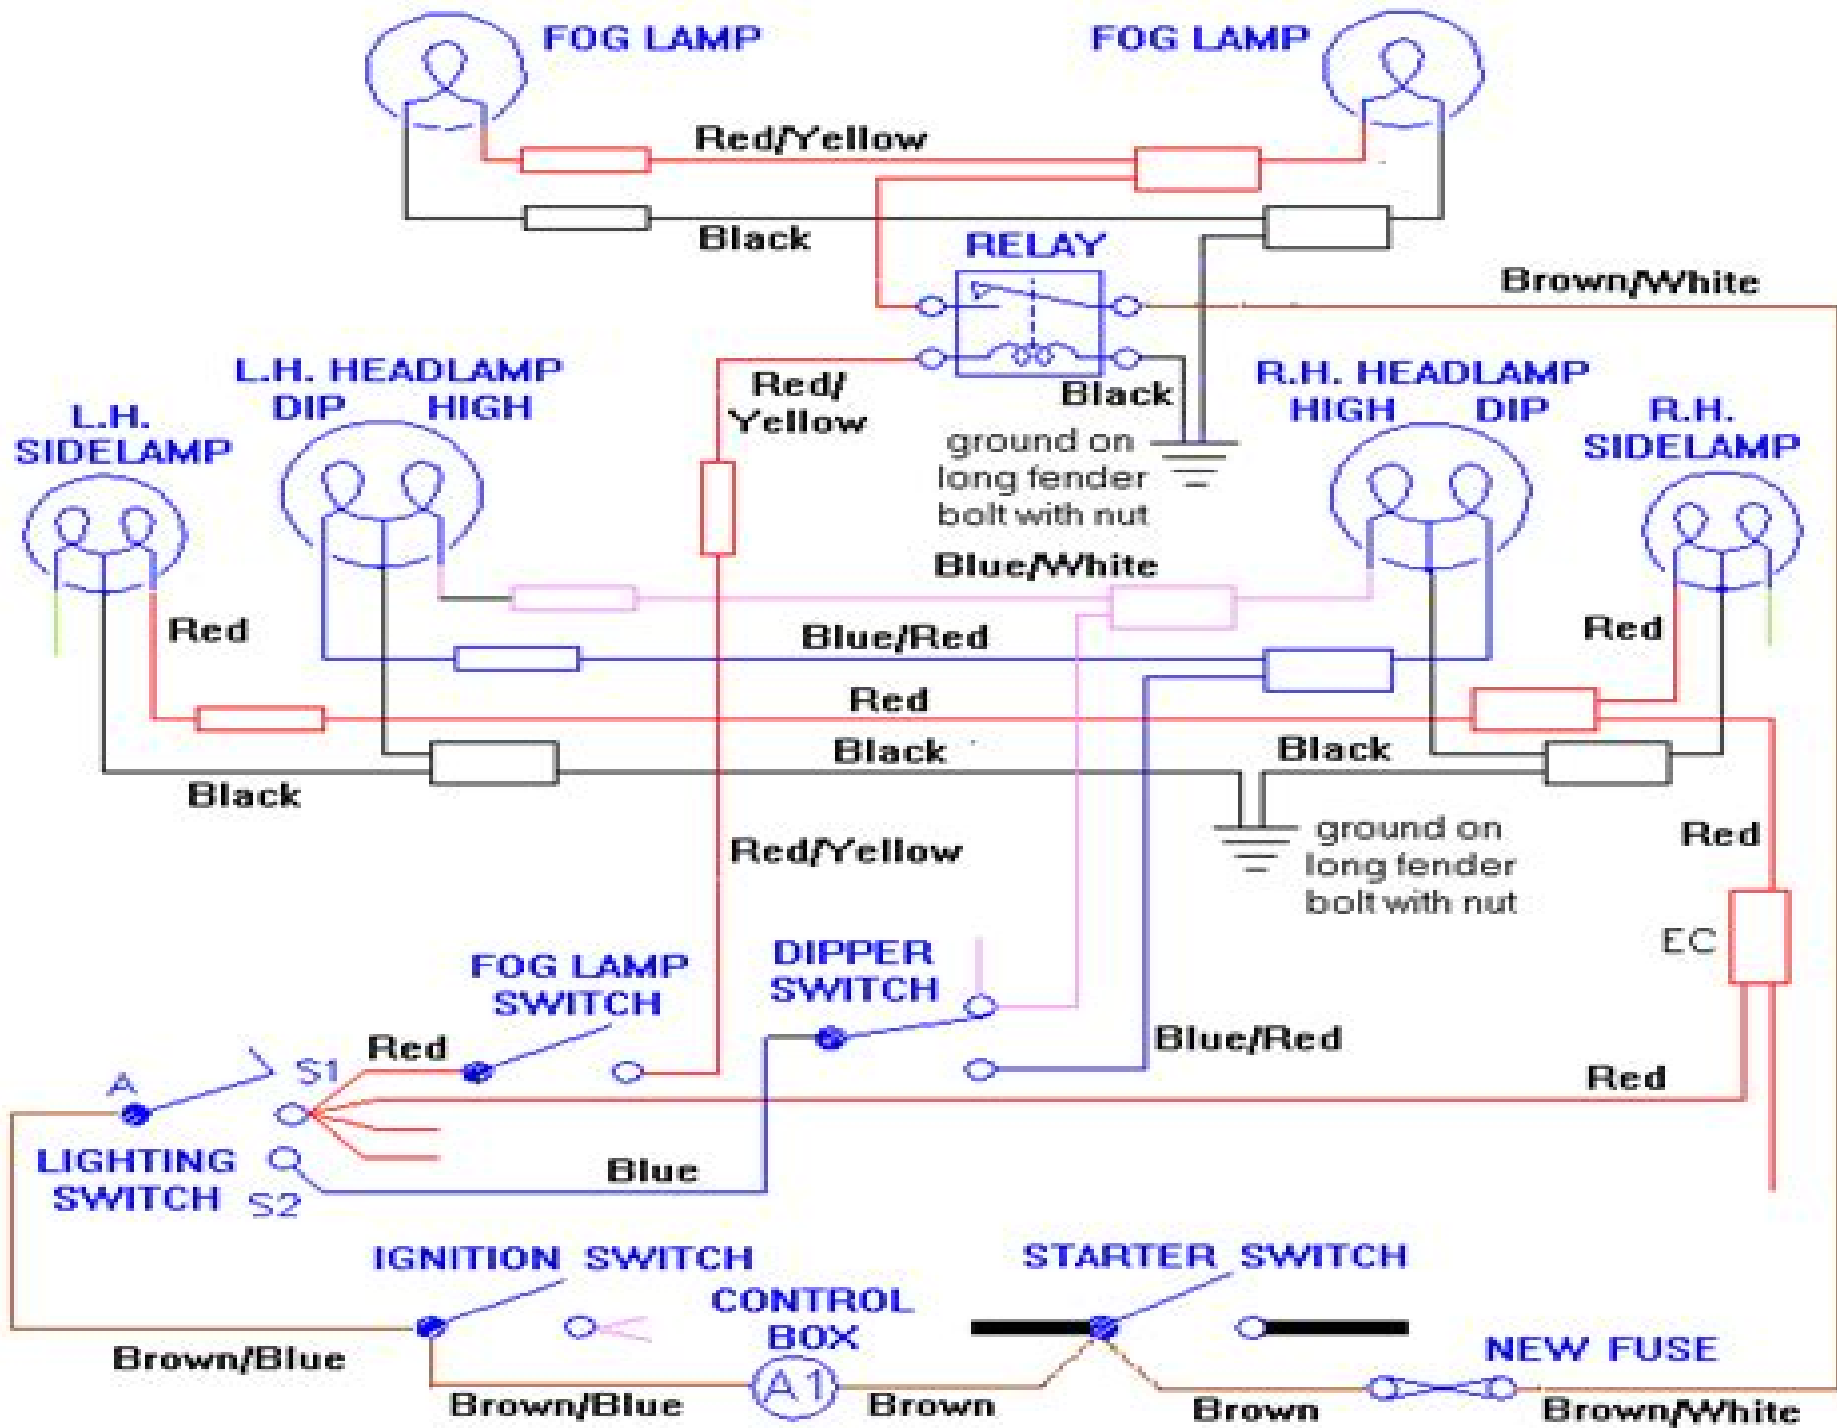 FOG LAMP
FOG LAMP
Red/Yellow
Black
RELAY
Brown/White
L.H. HEADLAMP
DIP HIGH
Red/
Yellow
Black
R.H. HEADLAMP
HIGH DIP
L.H.
SIDELAMP
R.H.
SIDELAMP
ground on
long fender
bolt with nut
Blue/White
Red
Blue/Red
Red
Red
Black
Black
Black
Red/Yellow
ground on
long fender
bolt with nut
Red
EC
FOG LAMP
SWITCH
DIPPER
SWITCH
Red
Blue/Red
A
S1
Red
LIGHTING
SWITCH
S2
Blue
IGNITION SWITCH
STARTER SWITCH
CONTROL
BOX
Brown/Blue
NEW FUSE
A1
Brown/Blue
Brown
Brown
Brown/White